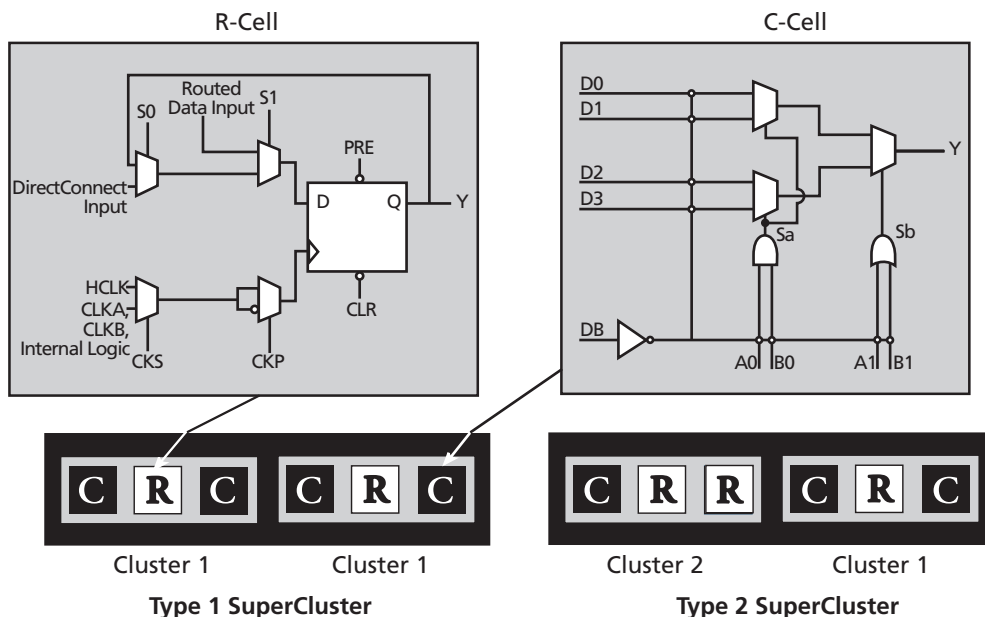 R-Cell
Routed
Data Input
S1
S0
PRE
DirectConnect
Input
D
Q
Y
HCLK
CLKA,
CLKB,
Internal Logic
CKS
CKP
CLR
C-Cell
D0
D1
D2
D3
Y
Sa
Sb
DB
A0
B0
A1
B1
C R C
C R C
C R R
C R C
Cluster 1
Cluster 1
Cluster 2
Cluster 1
Type 1 SuperCluster
Type 2 SuperCluster